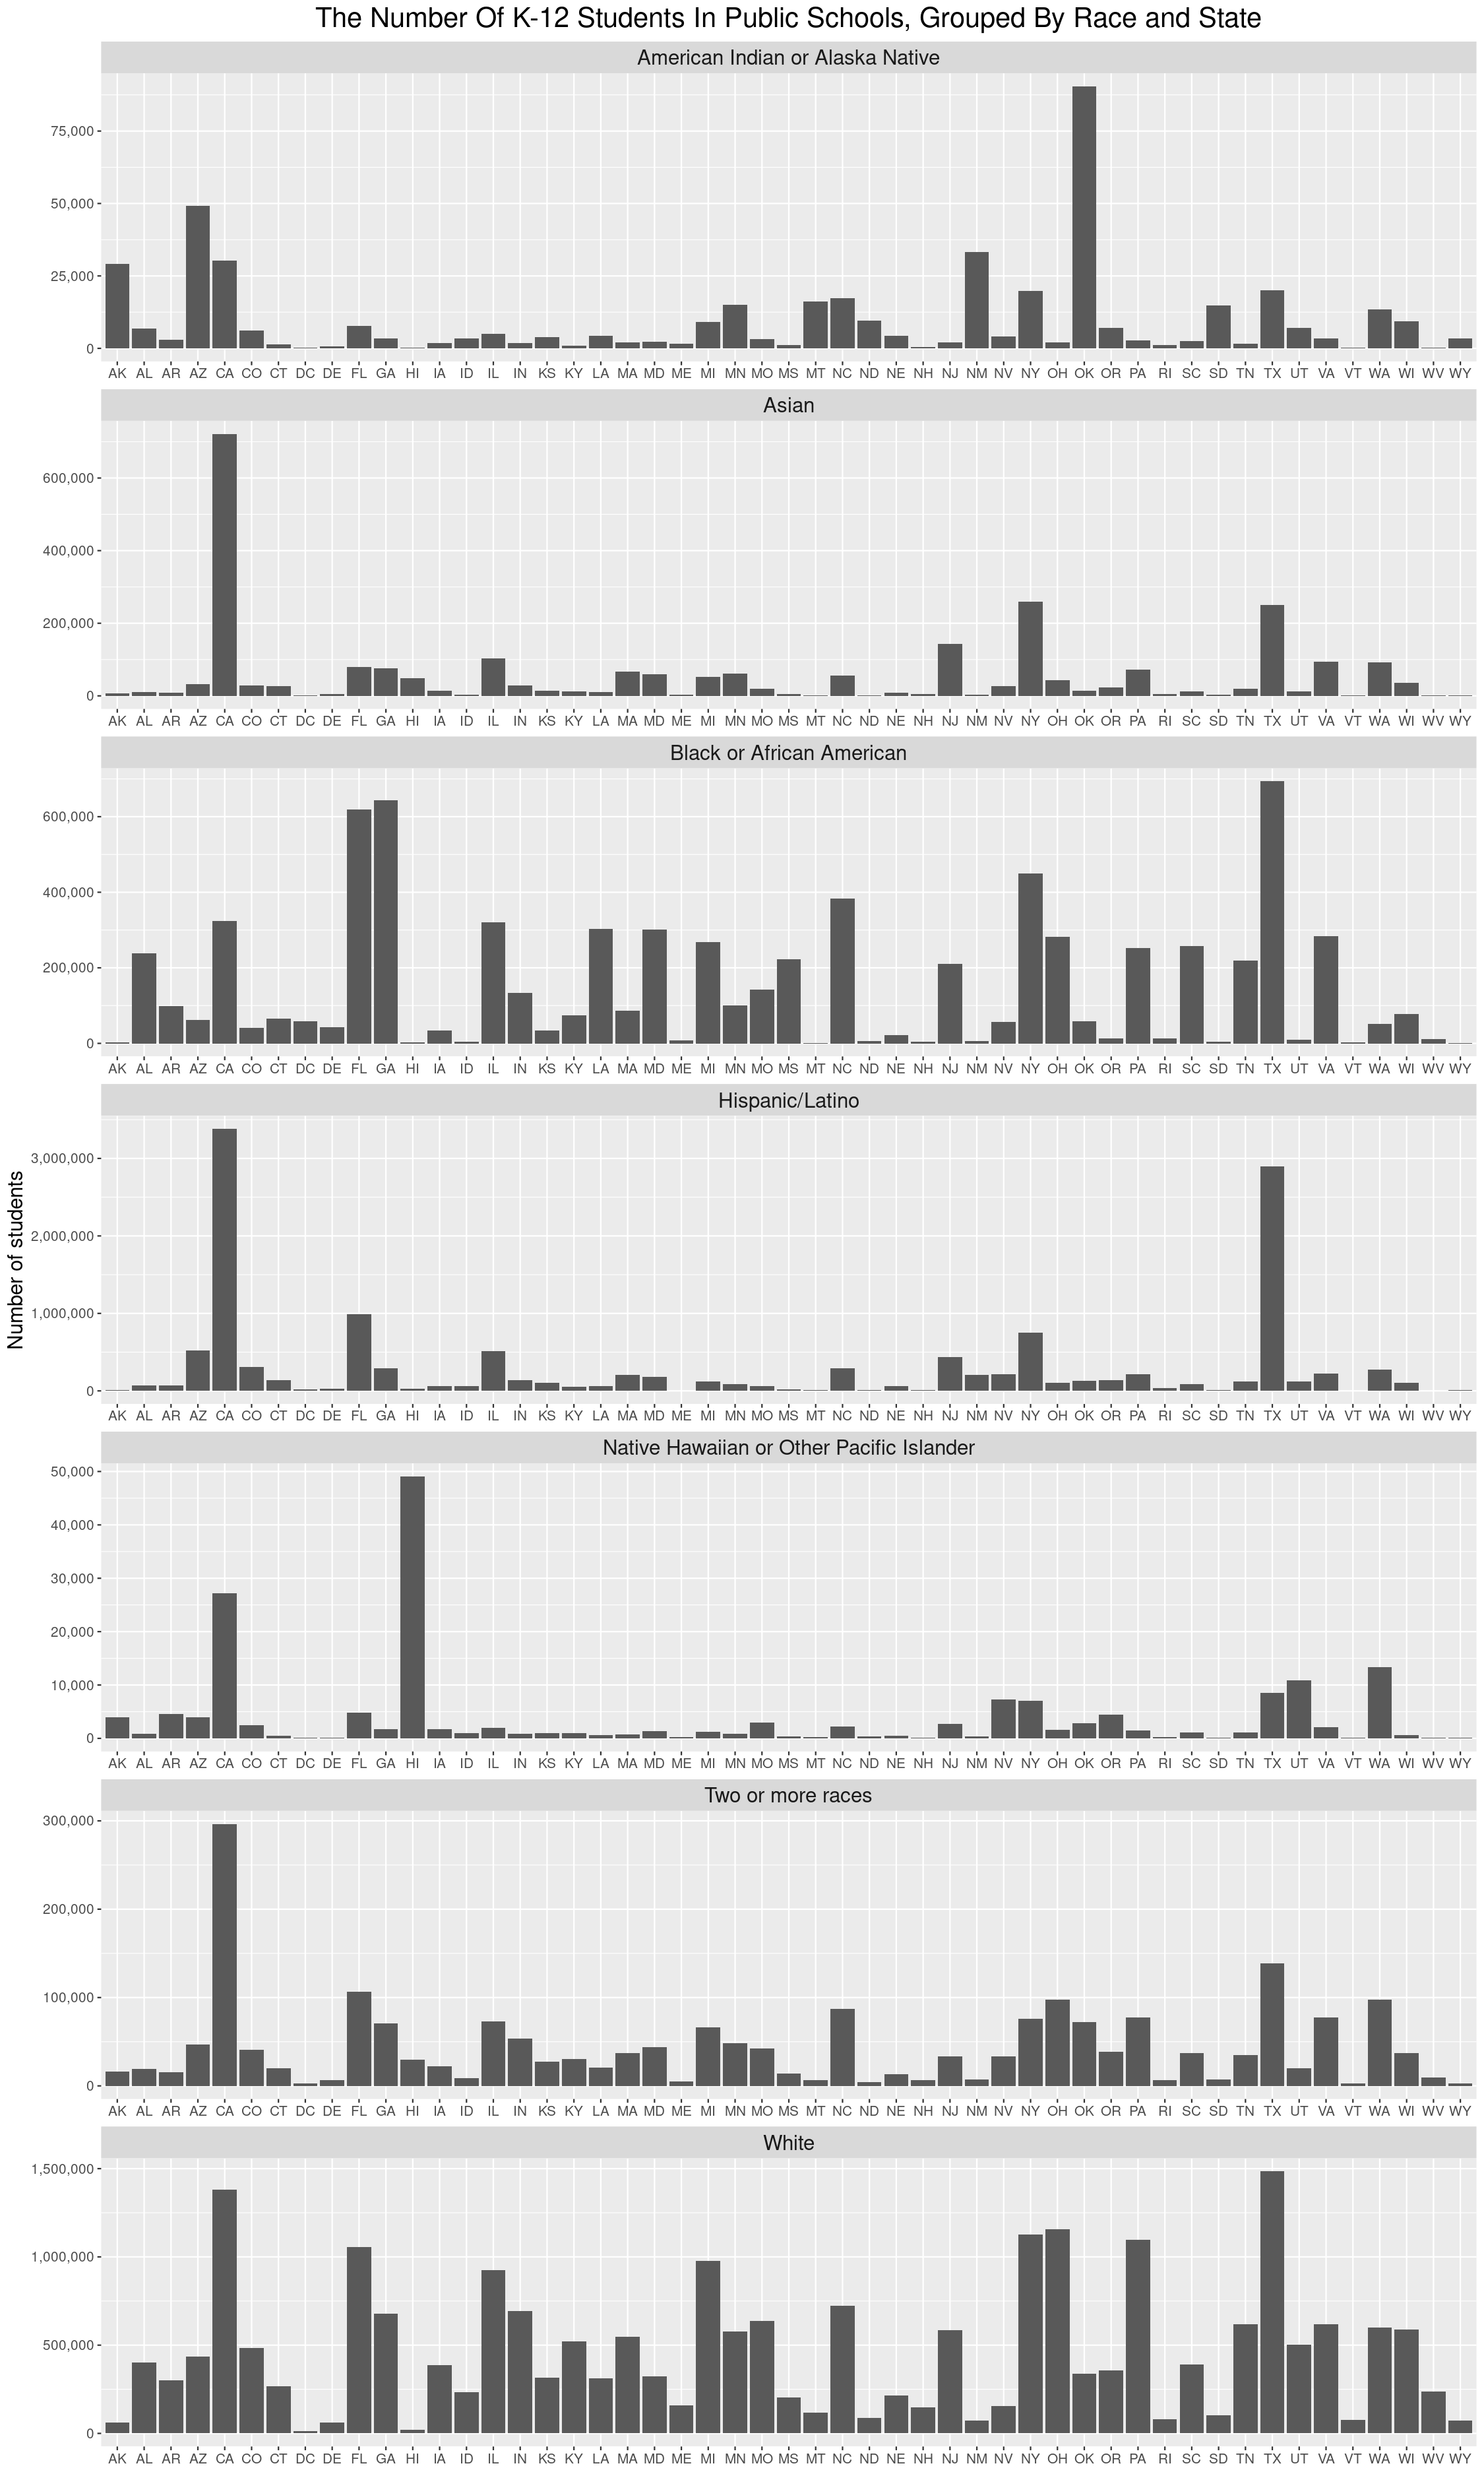 The Number Of K-12 Students In Public Schools, Grouped By Race and State
Number of students
American Indian or Alaska Native
75,000
50,000
25,000
0
AK AL AR AZ CA CO CT DC DE FL GA HI IA ID IL IN KS KY LA MA MD ME MI MN MO MS MT NC ND NE NH NJ NM NV NY OH OK OR PA RI SC SD TN TX UT VA VT WA WI WV WY
Asian
600,000
400,000
200,000
0
AK AL AR AZ CA CO CT DC DE FL GA HI IA ID IL IN KS KY LA MA MD ME MI MN MO MS MT NC ND NE NH NJ NM NV NY OH OK OR PA RI SC SD TN TX UT VA VT WA WI WV WY
Black or African American
600,000
400,000
200,000
0
AK AL AR AZ CA CO CT DC DE FL GA HI IA ID IL IN KS KY LA MA MD ME MI MN MO MS MT NC ND NE NH NJ NM NV NY OH OK OR PA RI SC SD TN TX UT VA VT WA WI WV WY
Hispanic/Latino
3,000,000
2,000,000
1,000,000
0
AK AL AR AZ CA CO CT DC DE FL GA HI IA ID IL IN KS KY LA MA MD ME MI MN MO MS MT NC ND NE NH NJ NM NV NY OH OK OR PA RI SC SD TN TX UT VA VT WA WI WV WY
Native Hawaiian or Other Pacific Islander
50,000
40,000
30,000
20,000
10,000
0
AK AL AR AZ CA CO CT DC DE FL GA HI IA ID IL IN KS KY LA MA MD ME MI MN MO MS MT NC ND NE NH NJ NM NV NY OH OK OR PA RI SC SD TN TX UT VA VT WA WI WV WY
Two or more races
300,000
200,000
100,000
0
AK AL AR AZ CA CO CT DC DE FL GA HI IA ID IL IN KS KY LA MA MD ME MI MN MO MS MT NC ND NE NH NJ NM NV NY OH OK OR PA RI SC SD TN TX UT VA VT WA WI WV WY
White
1,500,000
1,000,000
500,000
0
AK AL AR AZ CA CO CT DC DE FL GA HI IA ID IL IN KS KY LA MA MD ME MI MN MO MS MT NC ND NE NH NJ NM NV NY OH OK OR PA RI SC SD TN TX UT VA VT WA WI WV WY